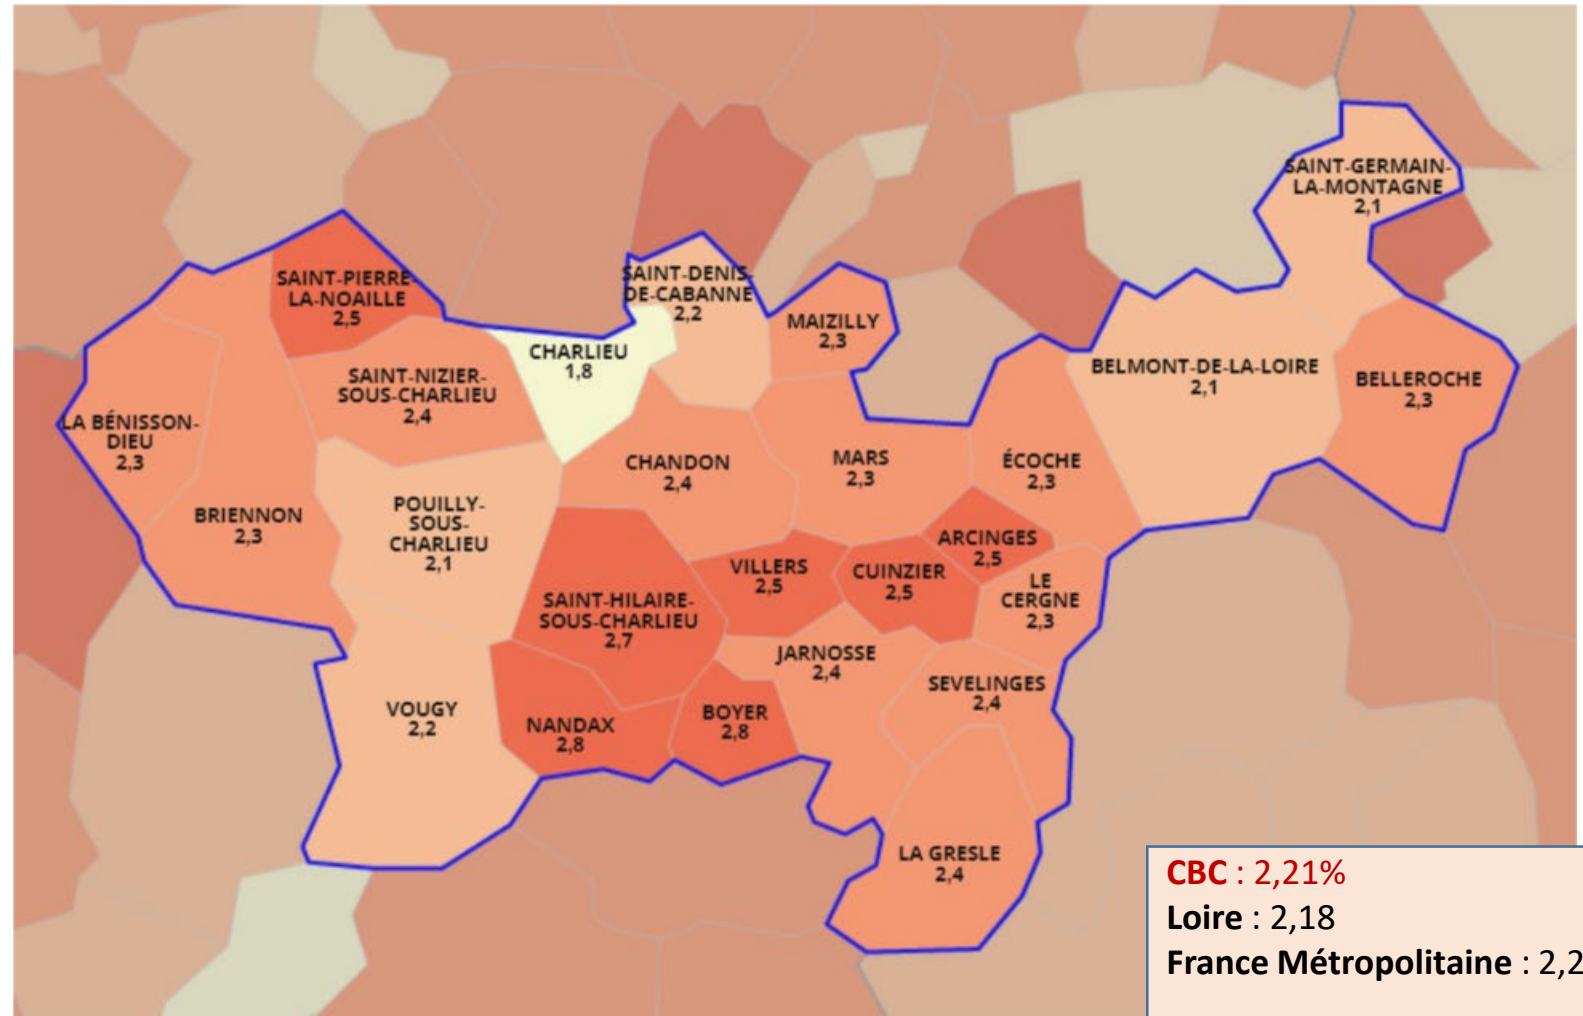 SAINT-GERMAIN-
LA-MONTAGNE
2,1
SAINT-PIERRE-
LA-NOAILLE
2,5
SAINT-DENIS-
DE-CABANNE
2,2
MAIZILLY
2,3
CHARLIEU
1,8
BELMONT-DE-LA-LOIRE
2,1
BELLEROCHE
2,3
SAINT-NIZIER-
SOUS-CHARLIEU
2,4
LA BÉNISSON-
DIEU
2,3
CHANDON
2,4
MARS
2,3
ÉCOCHE
2,3
BRIENNON
2,3
POUILLY-
SOUS-
CHARLIEU
2,1
ARCINGES
2,5
VILLERS
2,5
CUINZIER
2,5
LE
CERGNE
2,3
SAINT-HILAIRE-
SOUS-CHARLIEU
2,7
JARNOSSE
2,4
SEVELINGES
2,4
VOUGY
2,2
NANDAX
2,8
BOYER
2,8
LA GRESLE
2,4
CBC : 2,21%
Loire : 2,18
France Métropolitaine : 2,2